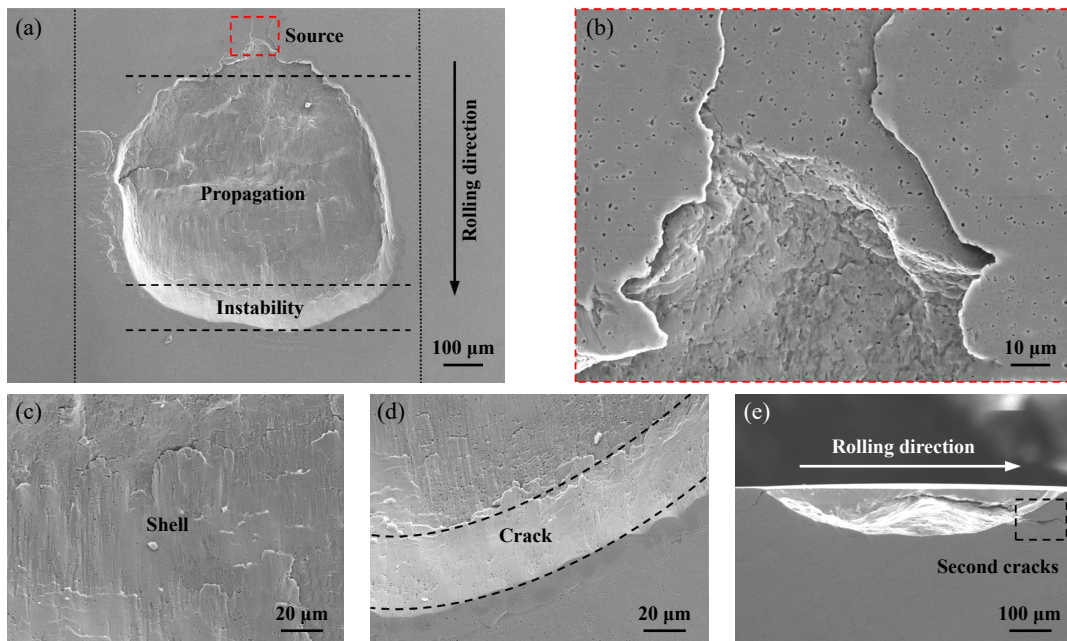 (a)
Source
Propagation
Rolling direction
Instability
100 μm
(b)
10 μm
(c)
Shell
20 μm
(d)
Crack
20 μm
(e)
Rolling direction
Second cracks
100 μm